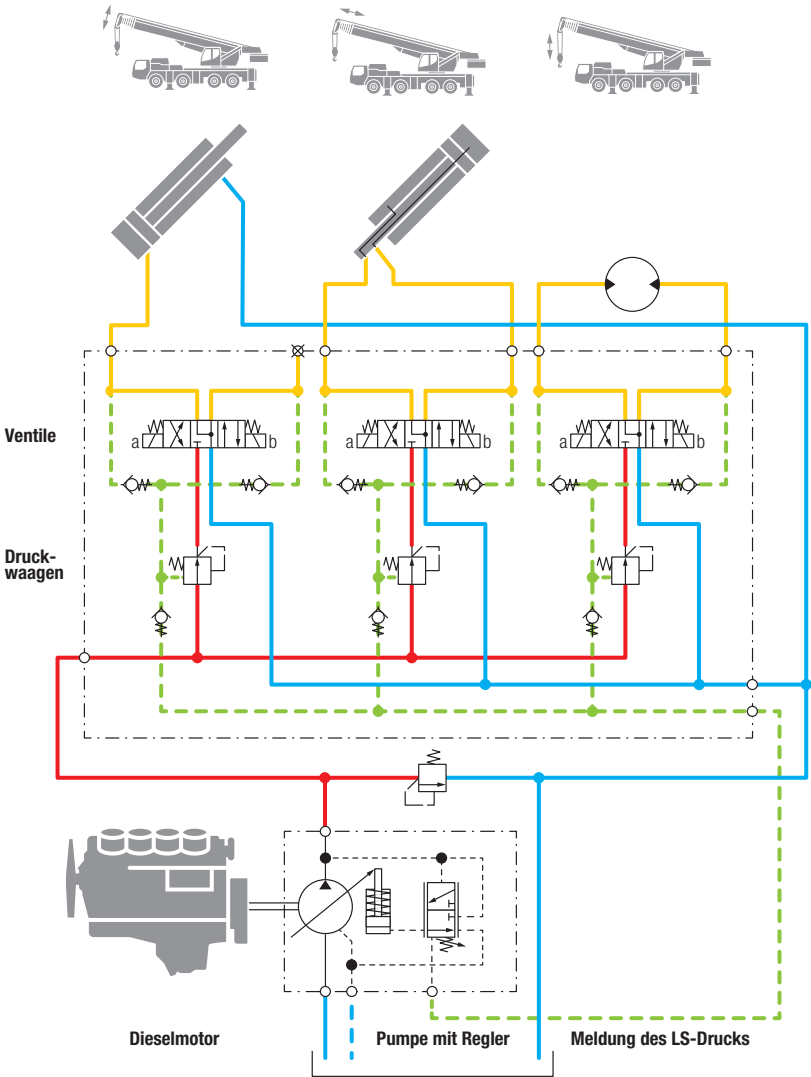 Ventile
a
b
a
b
a
b
Druck-
waagen
Dieselmotor
Pumpe mit Regler
Meldung des LS-Drucks